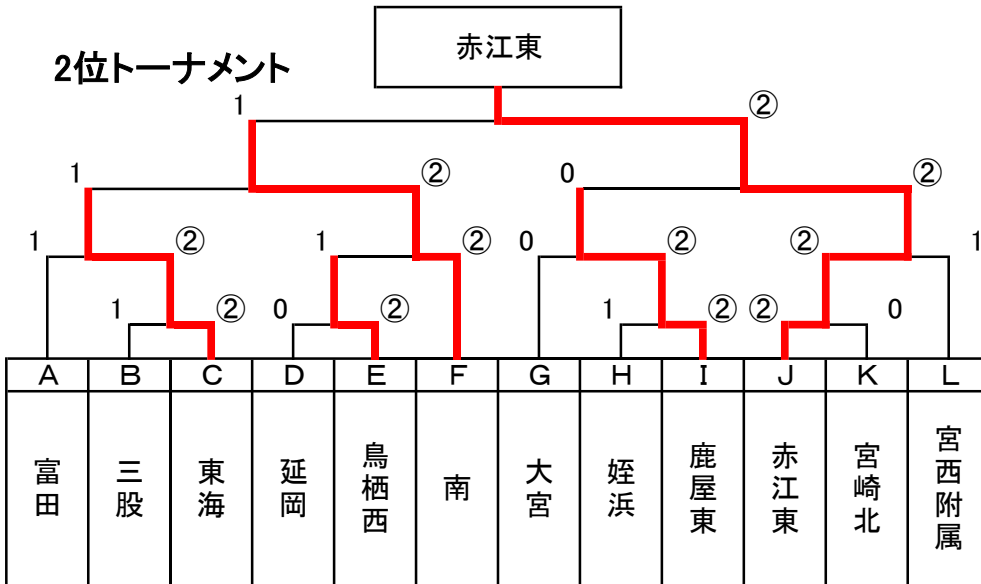 赤江東
2位トーナメント
1 ②
1 ② 0 ②
1 ② 1 ② 0 ② ② 1
1 ② 0 ② 1 ② ② 0
A B C D E F G H I J K L
富田 三股 東海 延岡 鳥栖西 南 大宮 姪浜 鹿屋東 赤江東 宮崎北 宮西附属